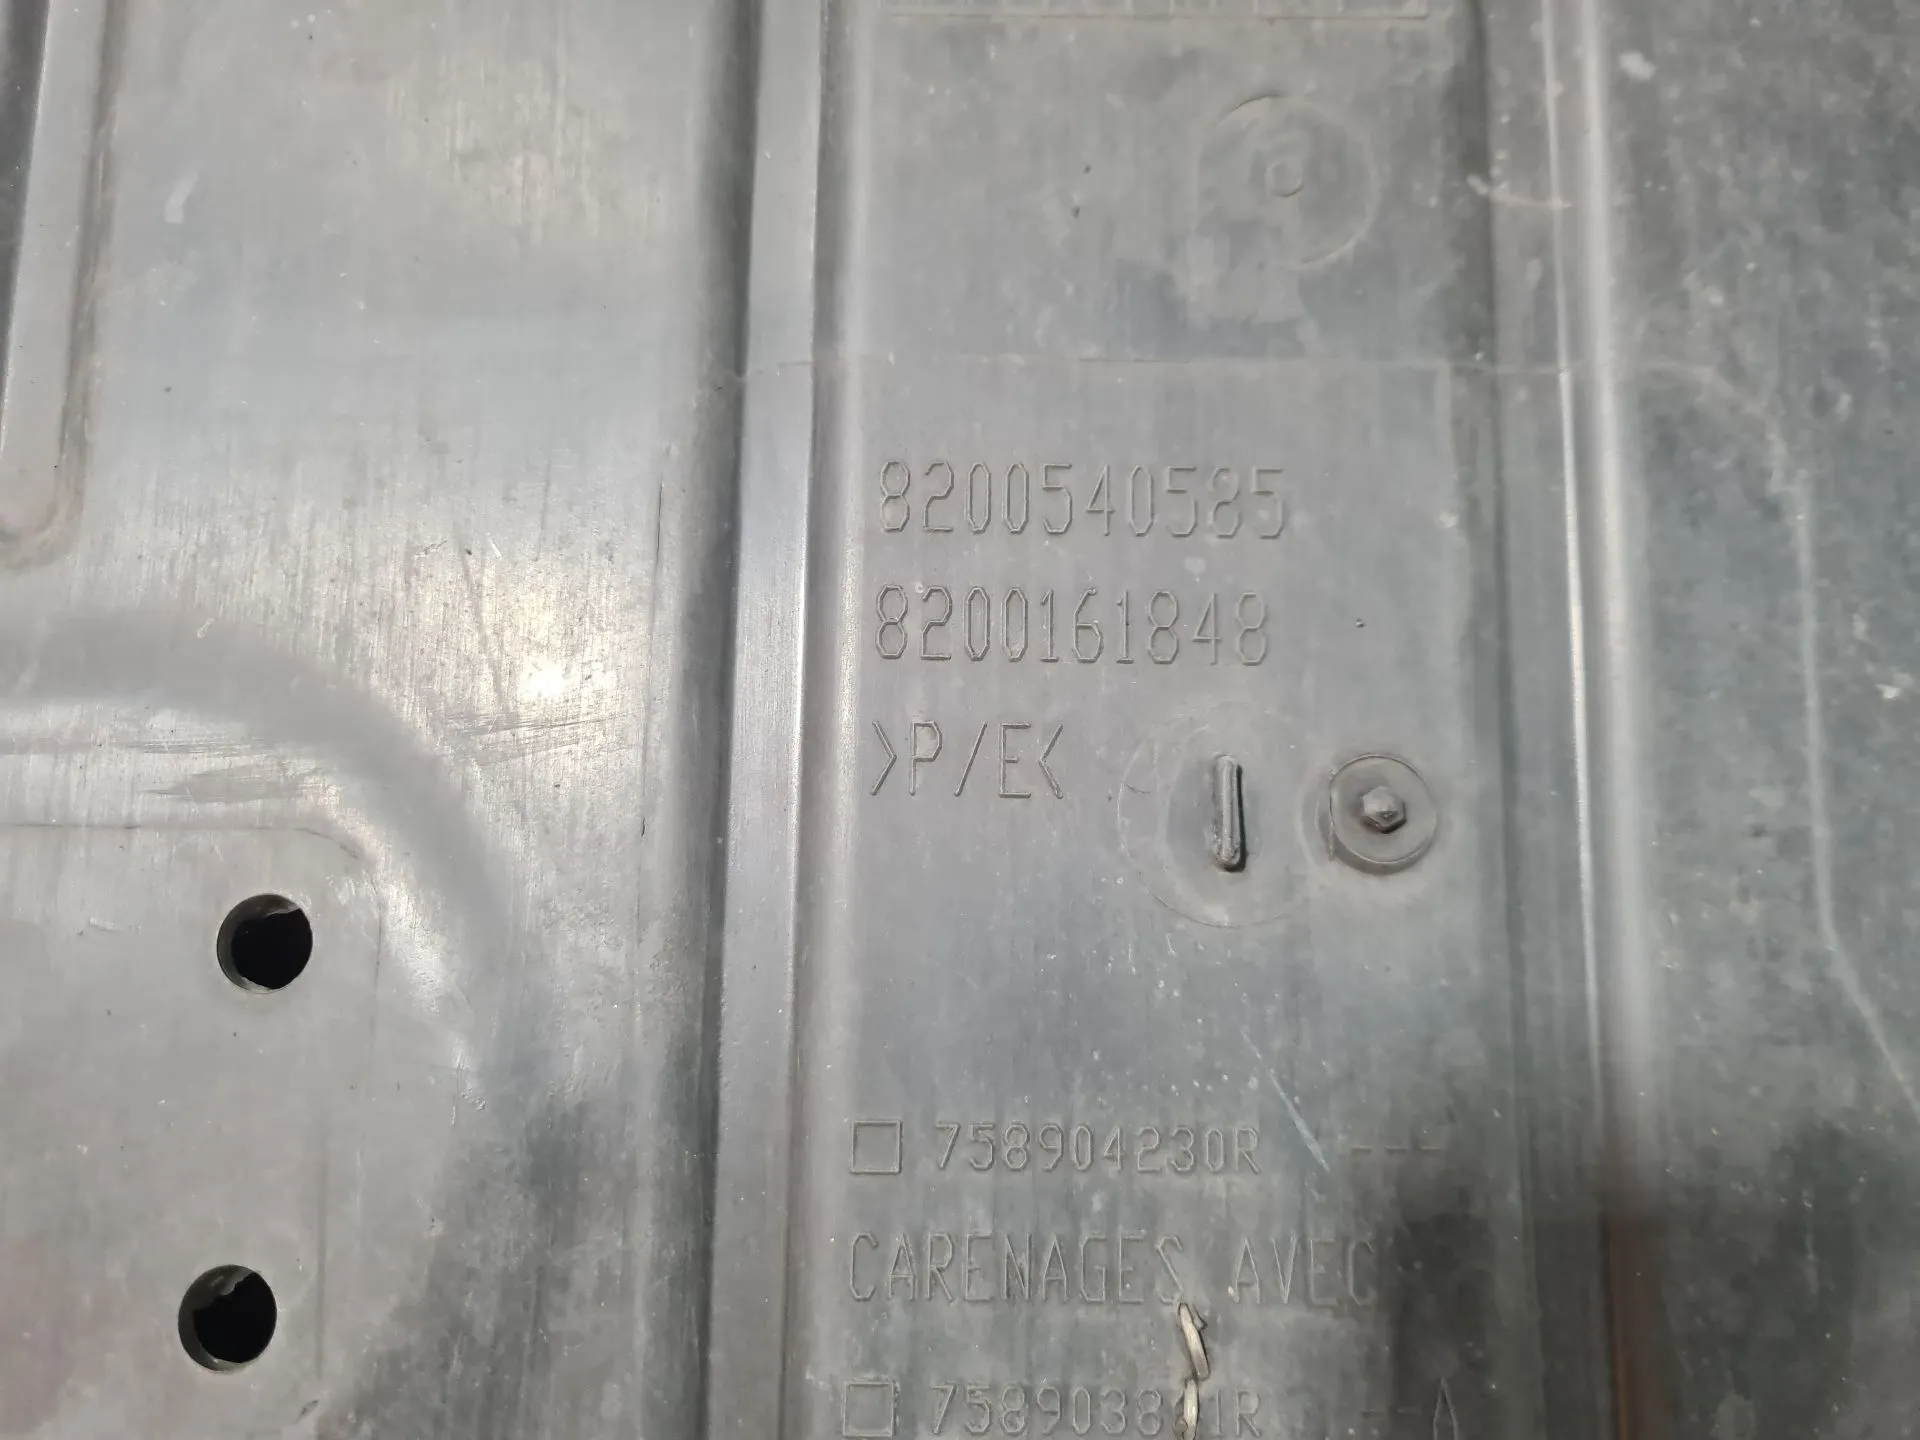 8200540585
8200161848
>P/E<
□ 758904230R ---
CARENAGES AVEC